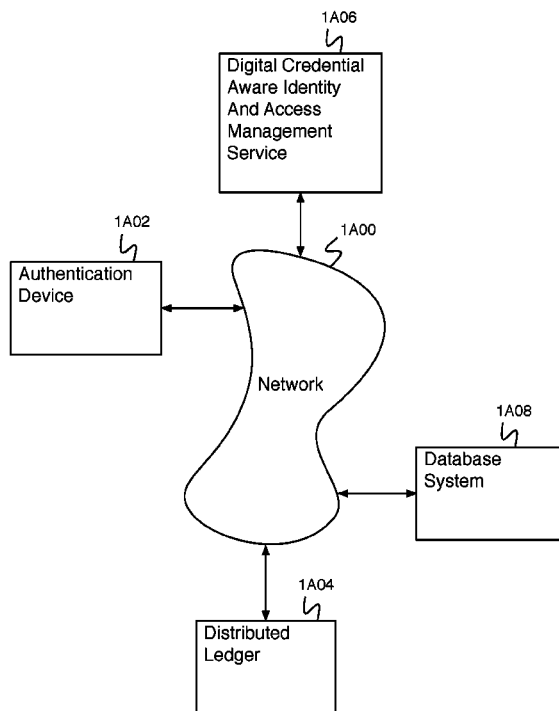 1A06
Digital Credential
Aware Identity
And Access
Management
Service
1A02
1A00
Authentication
Device
Network
1A08
Database
System
1A04
Distributed
Ledger